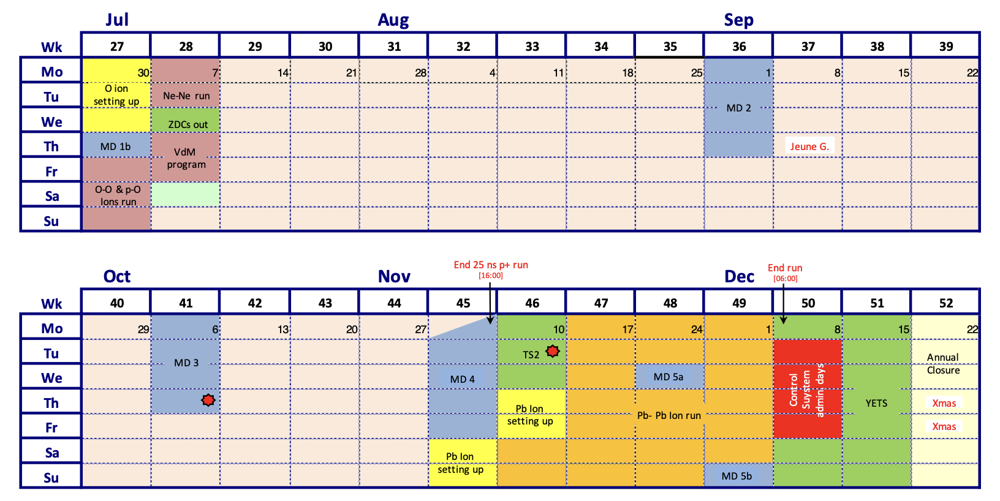 Jul Aug Sep
Wk 27 28 29 30 31 32 33 34 35 36 37 38 39
Mo 30 7 14 21 28 4 11 18 25 1 8 15 22
O ion
setting up
Tu Ne-Ne run
MD 2
We ZDCs out
Th MD 1b Jeune G.
VdM
program
Fr
Sa O-O & p-O
Ions run
Su
End 25 ns p+ run
[16:00]
End run
[06:00]
Oct Nov Dec
Wk 40 41 42 43 44 45 46 47 48 49 50 51 52
Mo 29 6 13 20 27 10 17 24 1 8 15 22
Tu TS2
MD 3
Annual
Closure
We MD 4 MD 5a
Control
Suystem
admin days
Th YETS Xmas
Pb Ion
setting up
Pb- Pb Ion run
Fr Xmas
Sa Pb Ion
setting up
Su MD 5b